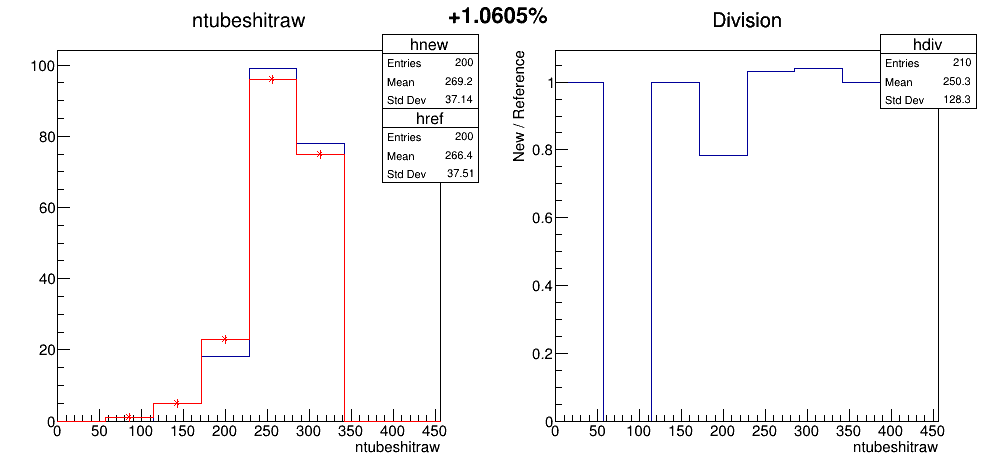 +1.0605%
ntubeshitraw
hnew
Entries 200
Mean 269.2
Std Dev 37.14
href
Entries 200
Mean 266.4
Std Dev 37.51
100
80
60
40
20
0
0 50 100 150 200 250 300 350 400 450
ntubeshitraw
Division
hdiv
Entries 210
Mean 250.3
Std Dev 128.3
New / Reference
1
0.8
0.6
0.4
0.2
0
0 50 100 150 200 250 300 350 400 450
ntubeshitraw